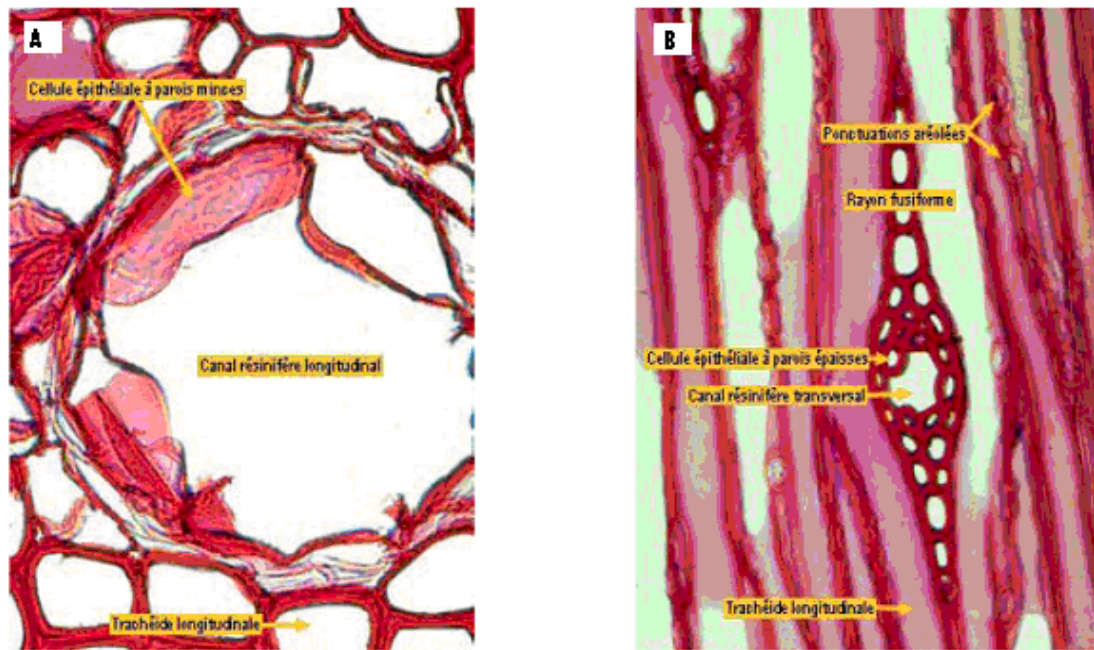 A
Cellule épithéliale à parois minces
Canal résinifère longitudinal
Trachéide longitudinale
B
Ponctuations aréolées
Rayon fusiforme
Cellule épithéliale à parois épaisses
Canal résinifère transversal
Trachéide longitudinale